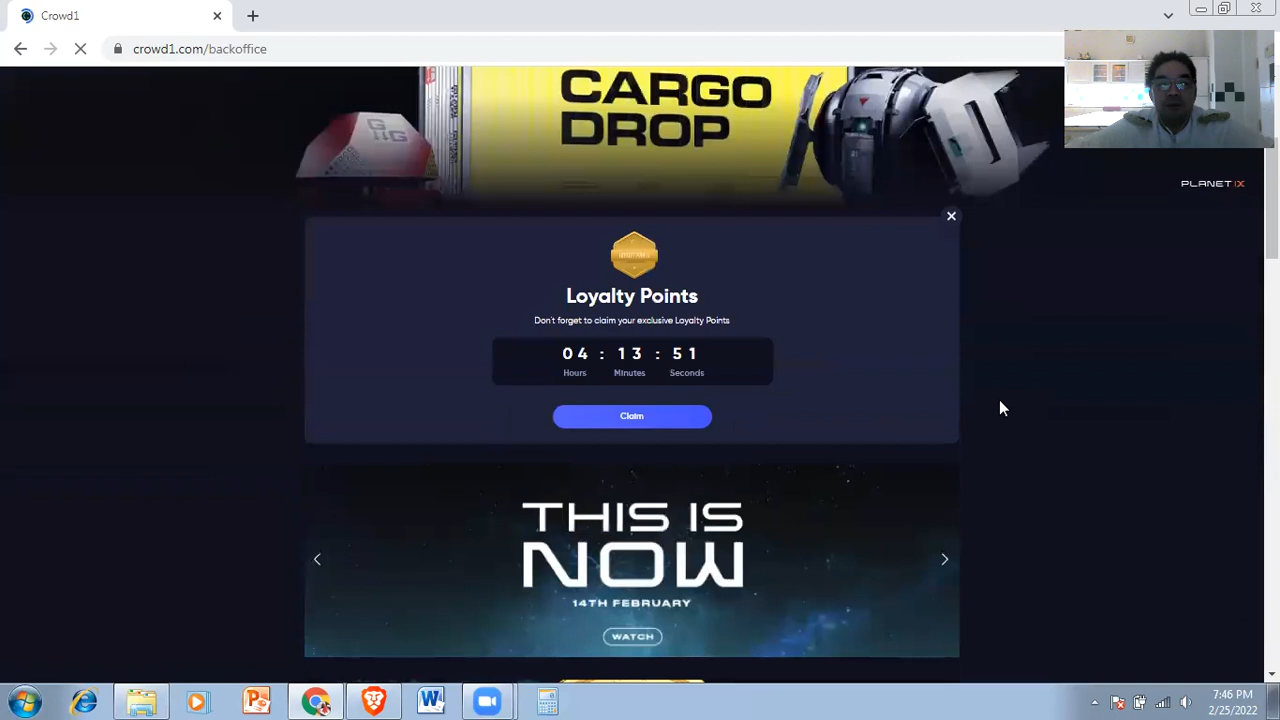 Crowd1
crowd1.com/backoffice
CARGO
DROP
GWG
PLANET IX
Loyalty Points
Don't forget to claim your exclusive Loyalty Points
04 : 13 : 51
Hours Minutes Seconds
Claim
THIS IS
NOW
14TH FEBRUARY
WATCH
7:46 PM
2/25/2022